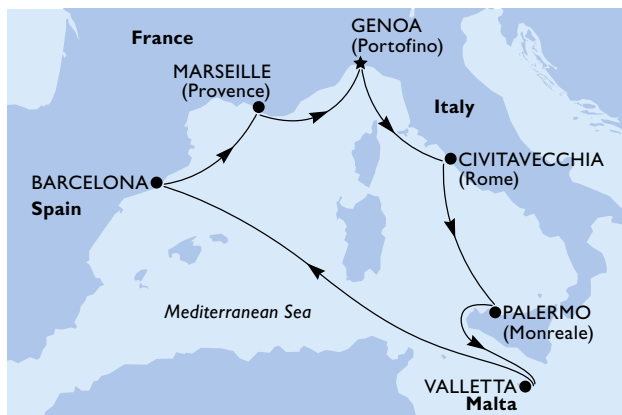 France
GENOA
(Portofino)
MARSEILLE
(Provence)
Italy
CIVITAVECCHIA
(Rome)
BARCELONA
Spain
Mediterranean Sea
PALERMO
(Monreale)
VALLETTA
Malta